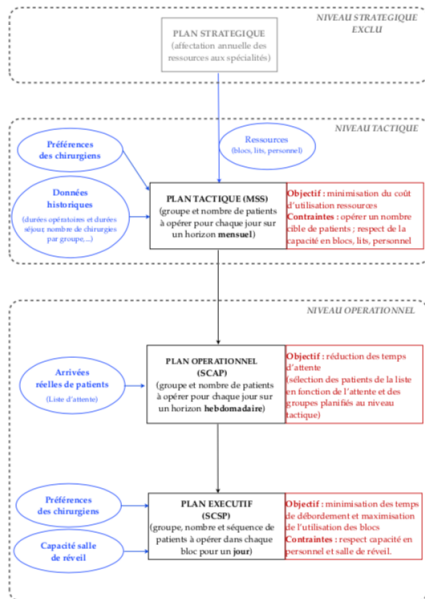 NIVEAU STRATEGIQUE
EXCLU
PLAN STRATEGIQUE
(affectation annuelle des
ressources aux spécialités)
NIVEAU TACTIQUE
Ressources
(blocs, lits, personnel)
Préférences
des chirurgiens
Données
historiques
(durées opératoires et durées
séjour, nombre de chirurgies
par groupe,...)
PLAN TACTIQUE (MSS)
(groupe et nombre de patients
à opérer pour chaque jour sur
un horizon mensuel)
Objectif : minimisation du coût
d'utilisation ressources
Contraintes : opérer un nombre
cible de patients ; respect de la
capacité en blocs, lits, personnel
NIVEAU OPERATIONNEL
Arrivées
réelles de patients
(Liste d'attente)
PLAN OPERATIONNEL
(SCAP)
(groupe et nombre de patients
à opérer pour chaque jour sur
un horizon hebdomadaire)
Objectif : réduction des temps
d'attente
(sélection des patients de la liste
en fonction de l'attente et des
groupes planifiés au niveau
tactique)
Préférences
des chirurgiens
Capacité salle
de réveil
PLAN EXECUTIF
(SCSP)
(groupe, nombre et séquence de
patients à opérer dans chaque
bloc pour un jour)
Objectif : minimisation des temps
de débordement et maximisation
de l'utilisation des blocs
Contraintes : respect capacité en
personnel et salle de réveil.